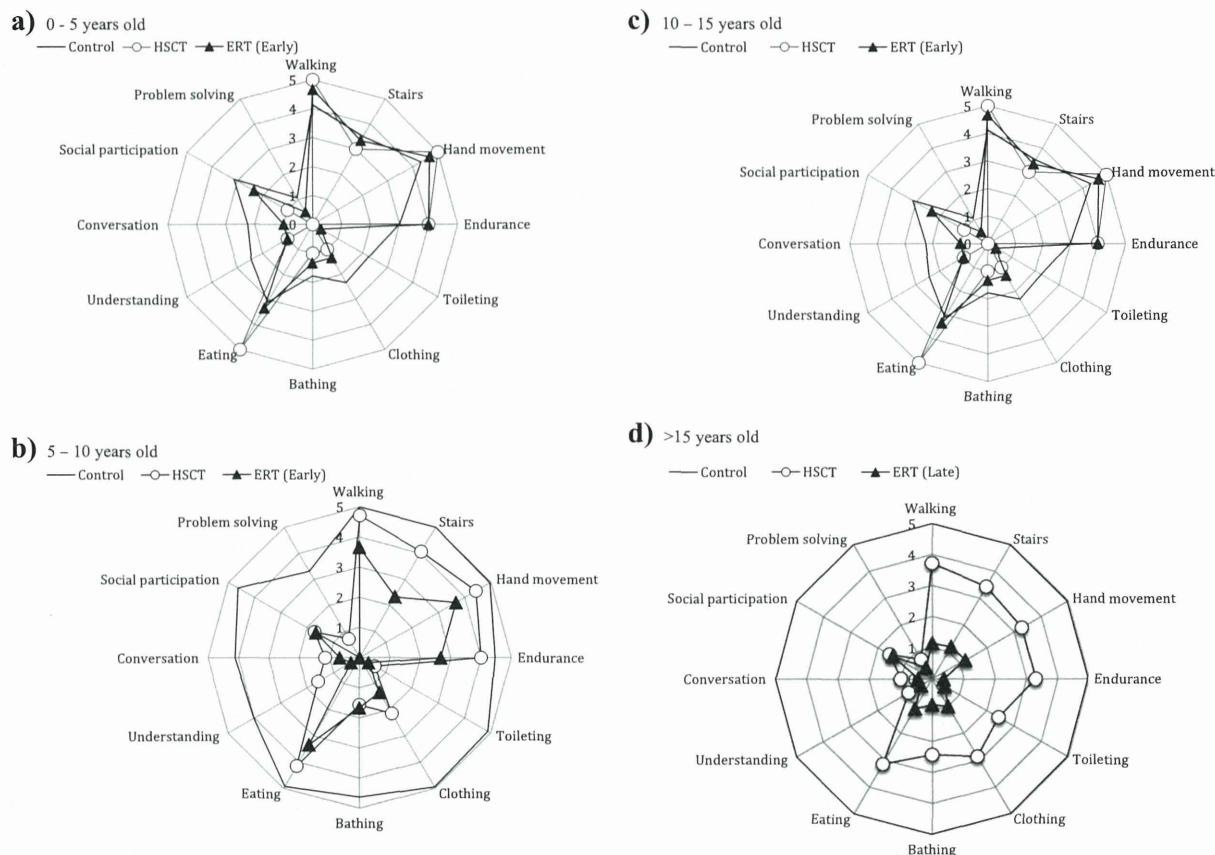 a) 0 - 5 years old
Control HSCT ERT (Early)
Walking
Stairs
Hand movement
Endurance
Toileting
Clothing
Bathing
Eating
Understanding
Conversation
Social participation
Problem solving
5
4
3
2
1
0
b) 5 – 10 years old
Control HSCT ERT (Early)
Walking
Stairs
Hand movement
Endurance
Toileting
Clothing
Bathing
Eating
Understanding
Conversation
Social participation
Problem solving
5
4
3
2
1
c) 10 – 15 years old
Control HSCT ERT (Early)
Walking
Stairs
Hand movement
Endurance
Toileting
Clothing
Bathing
Eating
Understanding
Conversation
Social participation
Problem solving
5
4
3
2
1
0
d) >15 years old
Control HSCT ERT (Late)
Walking
Stairs
Hand movement
Endurance
Toileting
Clothing
Bathing
Eating
Understanding
Conversation
Social participation
Problem solving
5
4
3
2
1